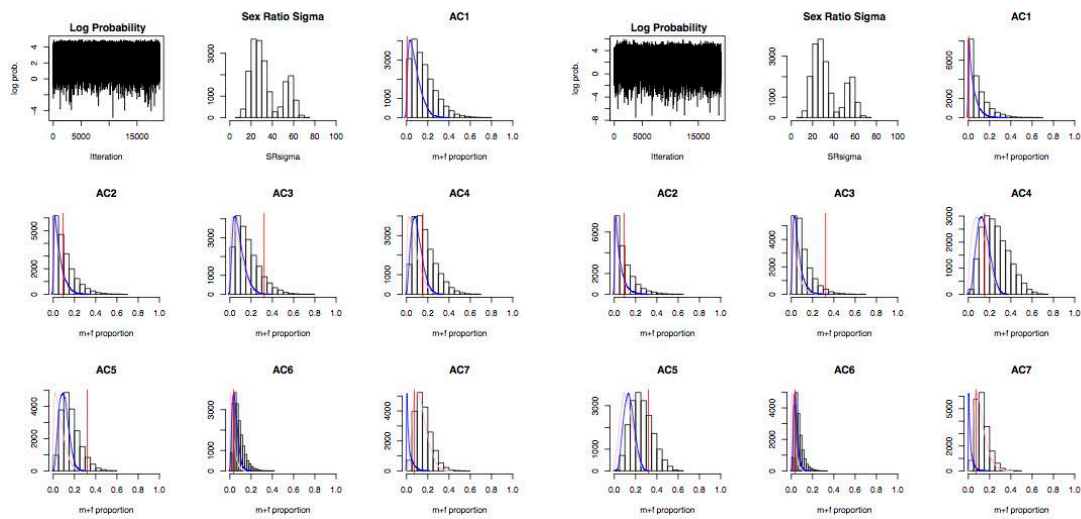 Log Probability
log prob.
-4 0 2 4
0 5000 15000
Itteration
Sex Ratio Sigma
0 1000 3000
0 20 40 60 80 100
SRsigma
AC1
0 1000 3000
0.0 0.2 0.4 0.6 0.8 1.0
m+f proportion
Log Probability
log prob.
-8 -4 0 2 4 6
0 5000 15000
Itteration
Sex Ratio Sigma
0 1000 3000
0 20 40 60 80 100
SRsigma
AC1
0 2000 4000 6000
0.0 0.2 0.4 0.6 0.8 1.0
m+f proportion
AC2
0 2000 4000 6000
0.0 0.2 0.4 0.6 0.8 1.0
m+f proportion
AC3
0 1000 3000
0.0 0.2 0.4 0.6 0.8 1.0
m+f proportion
AC4
0 1000 3000
0.0 0.2 0.4 0.6 0.8 1.0
m+f proportion
AC2
0 2000 4000 6000
0.0 0.2 0.4 0.6 0.8 1.0
m+f proportion
AC3
0 1000 3000 5000
0.0 0.2 0.4 0.6 0.8 1.0
m+f proportion
AC4
0 1000 2000 3000
0.0 0.2 0.4 0.6 0.8 1.0
m+f proportion
AC5
0 2000 4000
0.0 0.2 0.4 0.6 0.8 1.0
m+f proportion
AC6
0 1000 3000
0.0 0.2 0.4 0.6 0.8 1.0
m+f proportion
AC7
0 2000 4000
0.0 0.2 0.4 0.6 0.8 1.0
m+f proportion
AC5
0 1000 3000
0.0 0.2 0.4 0.6 0.8 1.0
m+f proportion
AC6
0 1000 3000
0.0 0.2 0.4 0.6 0.8 1.0
m+f proportion
AC7
0 2000 4000
0.0 0.2 0.4 0.6 0.8 1.0
m+f proportion